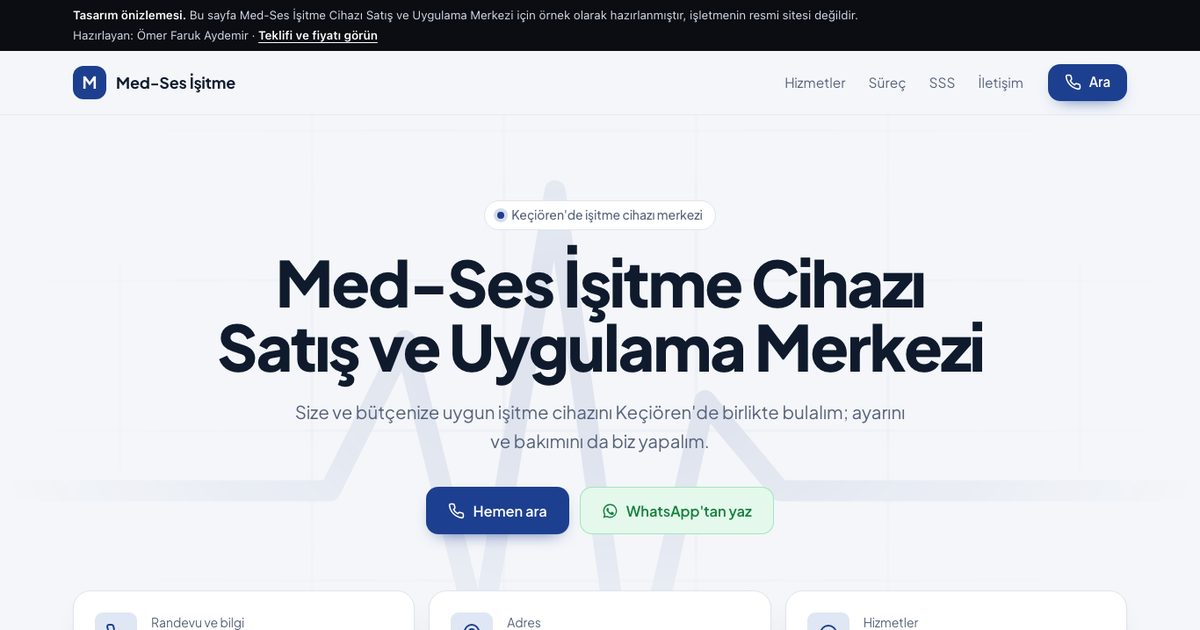 Tasarım önizlemesi. Bu sayfa Med-Ses İşitme Cihazı Satış ve Uygulama Merkezi için örnek olarak hazırlanmıştır, işletmenin resmi sitesi değildir.
Hazırlayan: Ömer Faruk Aydemir · Teklifi ve fiyatı görün
M Med-Ses İşitme
Hizmetler Süreç SSS İletişim Ara
Keçiören'de işitme cihazı merkezi
Med-Ses İşitme Cihazı
Satış ve Uygulama Merkezi
Size ve bütçenize uygun işitme cihazını Keçiören'de birlikte bulalım; ayarını
ve bakımını da biz yapalım.
Hemen ara WhatsApp'tan yaz
Randevu ve bilgi Adres Hizmetler